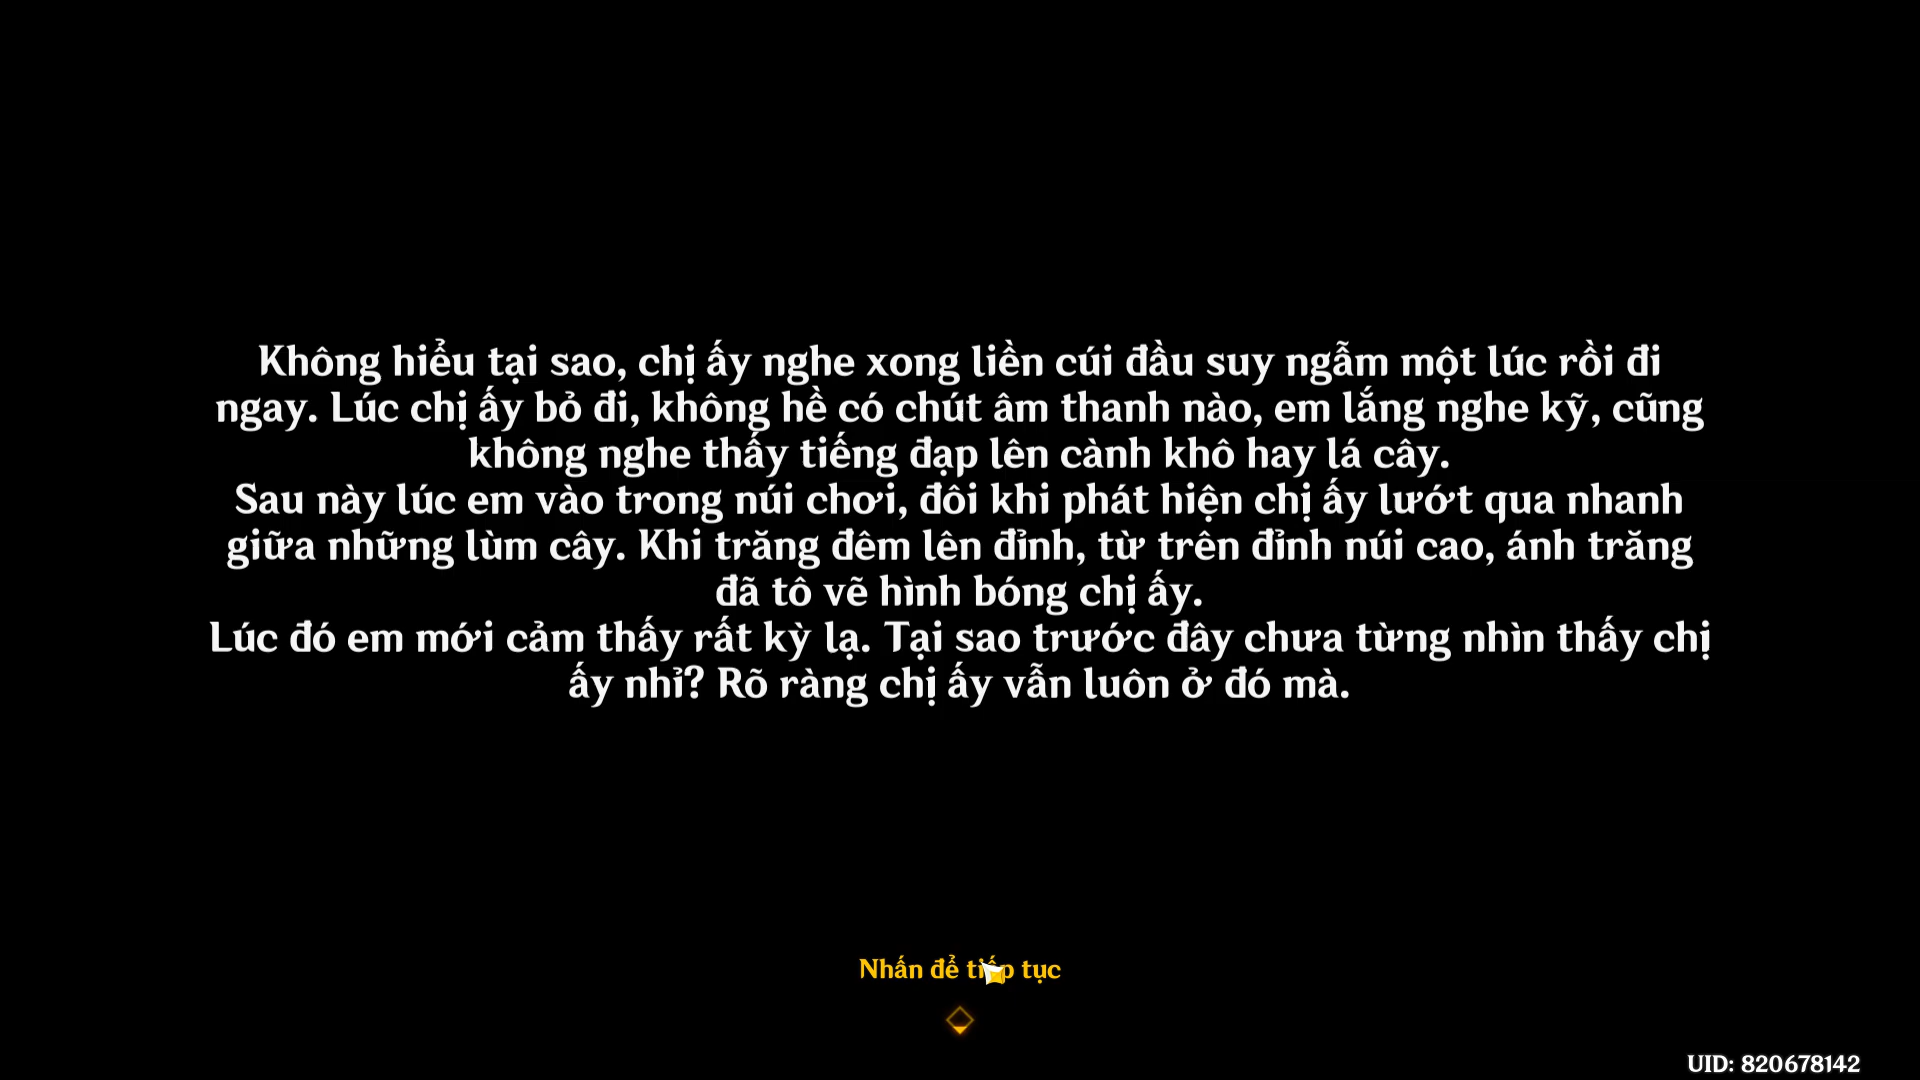 Không hiểu tại sao, chị ấy nghe xong liền cúi đầu suy ngẫm một lúc rồi đi
ngay. Lúc chị ấy bỏ đi, không hề có chút âm thanh nào, em lắng nghe kỹ, cũng
không nghe thấy tiếng đạp lên cành khô hay lá cây.
Sau này lúc em vào trong núi chơi, đôi khi phát hiện chị ấy lướt qua nhanh
giữa những lùm cây. Khi trăng đêm lên đỉnh, từ trên đỉnh núi cao, ánh trăng
đã tô vẽ hình bóng chị ấy.
Lúc đó em mới cảm thấy rất kỳ lạ. Tại sao trước đây chưa từng nhìn thấy chị
ấy nhỉ? Rõ ràng chị ấy vẫn luôn ở đó mà.
Nhấn để tiếp tục
UID: 820678142